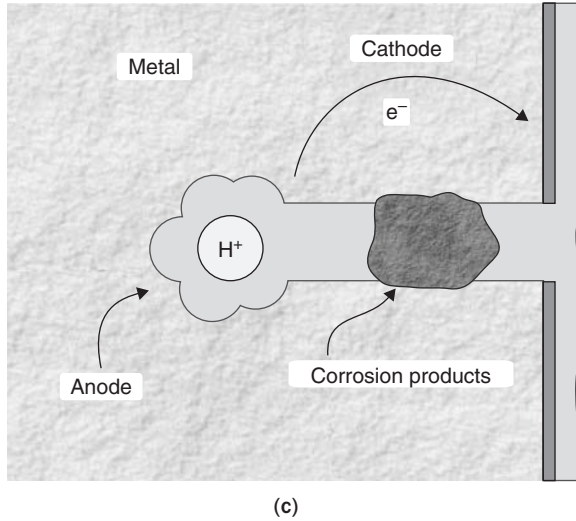 Cathode
Metal
e⁻
H⁺
Anode
Corrosion products
(c)